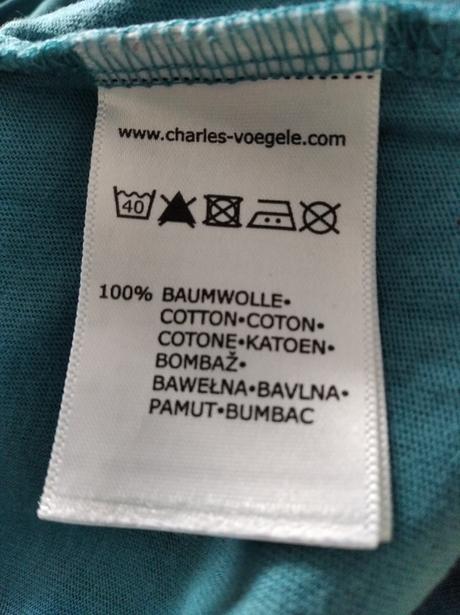 www.charles-voegele.com
40
100% BAUMWOLLE•
COTTON•COTON•
COTONE•KATOEN•
BOMBAŽ•
BAWEŁNA•BAVLNA•
PAMUT•BUMBAC